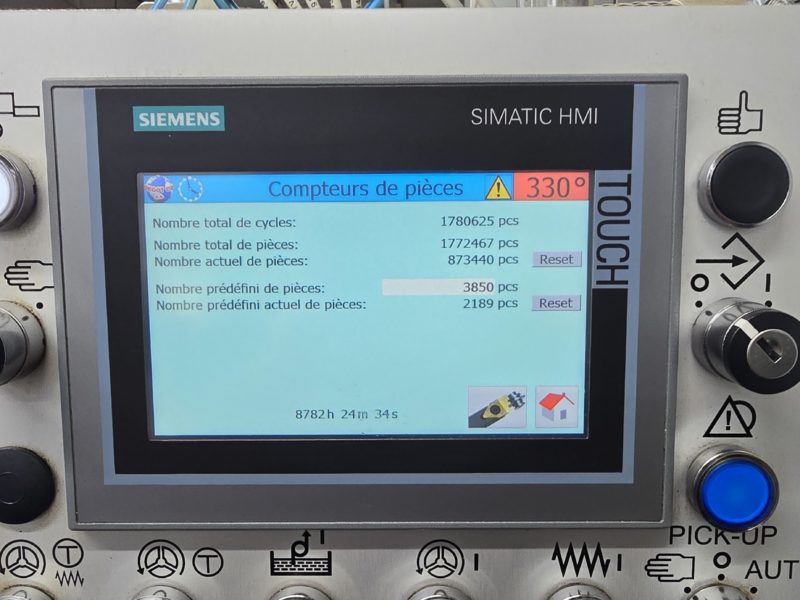 SIEMENS
SIMATIC HMI
TOUCH
Compteurs de pièces 330°
Nombre total de cycles: 1780625 pcs
Nombre total de pièces: 1772467 pcs
Nombre actuel de pièces: 873440 pcs Reset
Nombre prédéfini de pièces: 3850 pcs
Nombre prédéfini actuel de pièces: 2189 pcs Reset
8782h 24m 34s
PICK-UP
AUT